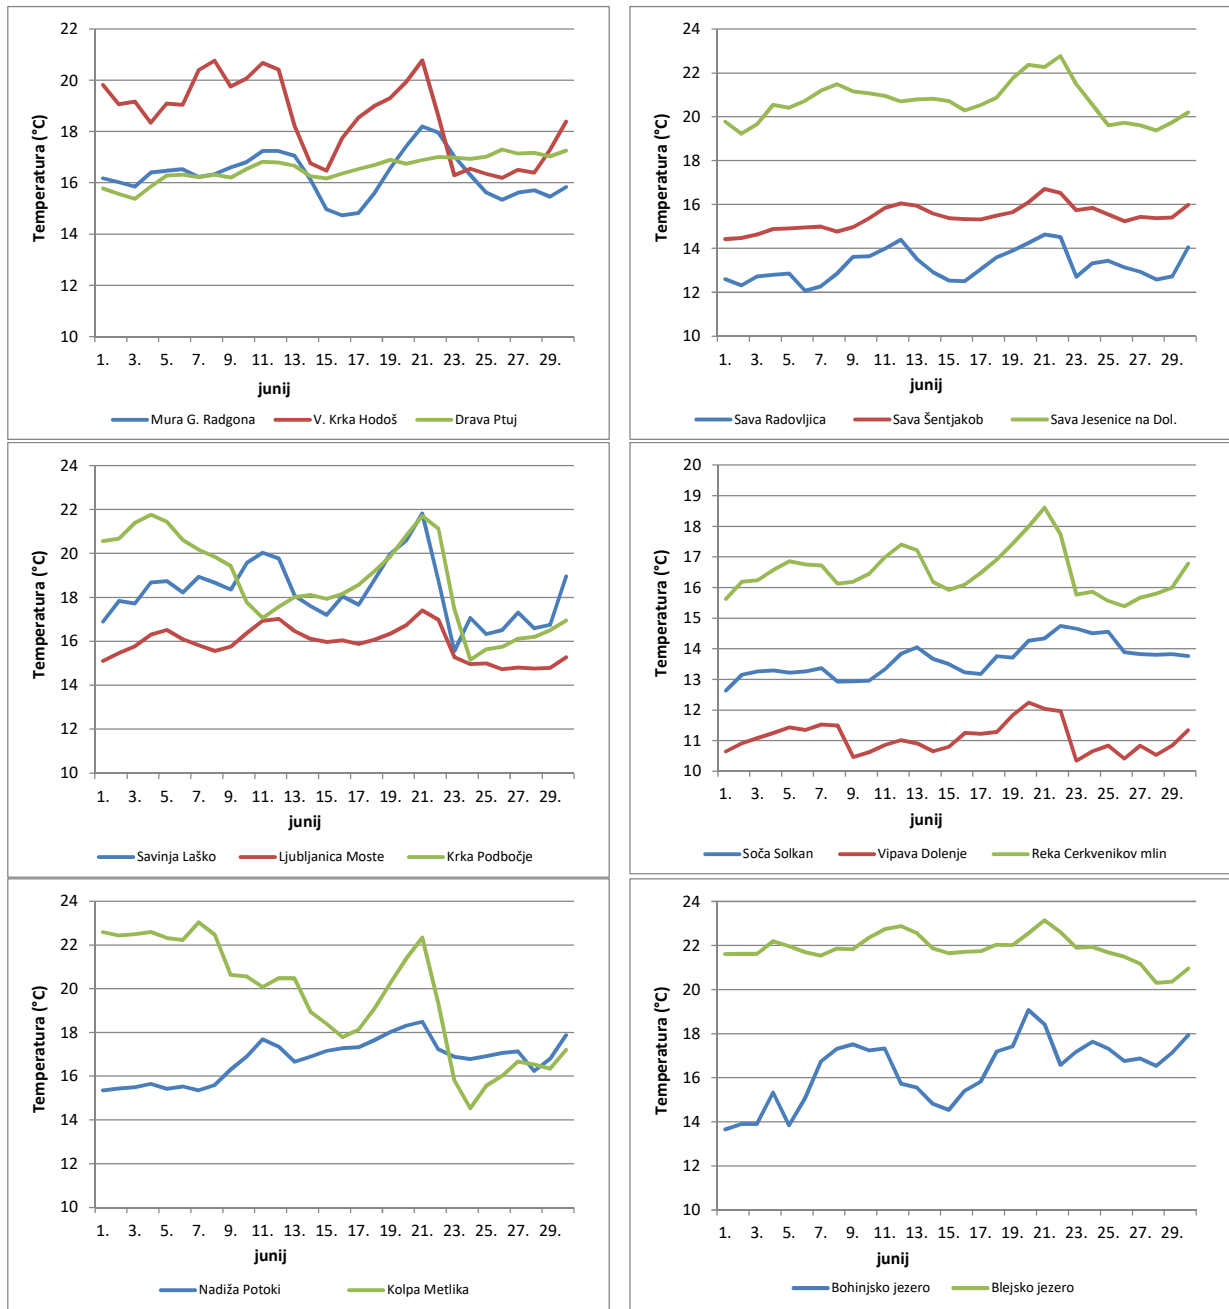 Temperatura (°C)
22
20
18
16
14
12
10
1. 3. 5. 7. 9. 11. 13. 15. 17. 19. 21. 23. 25. 27. 29.
junij
Mura G. Radgona V. Krka Hodoš Drava Ptuj
Temperatura (°C)
24
22
20
18
16
14
12
10
1. 3. 5. 7. 9. 11. 13. 15. 17. 19. 21. 23. 25. 27. 29.
junij
Sava Radovljica Sava Šentjakob Sava Jesenice na Dol.
Temperatura (°C)
24
22
20
18
16
14
12
10
1. 3. 5. 7. 9. 11. 13. 15. 17. 19. 21. 23. 25. 27. 29.
junij
Savinja Laško Ljubljanica Moste Krka Podbočje
Temperatura (°C)
20
19
18
17
16
15
14
13
12
11
10
1. 3. 5. 7. 9. 11. 13. 15. 17. 19. 21. 23. 25. 27. 29.
junij
Soča Solkan Vipava Dolenje Reka Cerkvenikov mlin
Temperatura (°C)
24
22
20
18
16
14
12
10
1. 3. 5. 7. 9. 11. 13. 15. 17. 19. 21. 23. 25. 27. 29.
junij
Nadiža Potoki Kolpa Metlika
Temperatura (°C)
24
22
20
18
16
14
12
10
1. 3. 5. 7. 9. 11. 13. 15. 17. 19. 21. 23. 25. 27. 29.
junij
Bohinjsko jezero Blejsko jezero